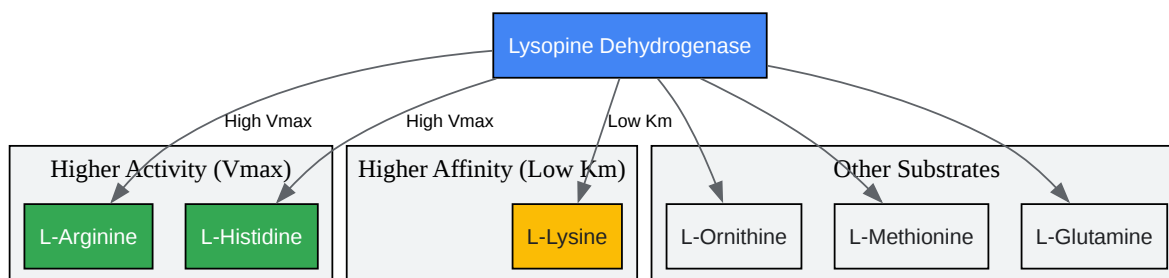 Lysopine Dehydrogenase
High Vmax
High Vmax
Low Km
Higher Activity (Vmax)
Higher Affinity (Low Km)
Other Substrates
L-Arginine
L-Histidine
L-Lysine
L-Ornithine
L-Methionine
L-Glutamine